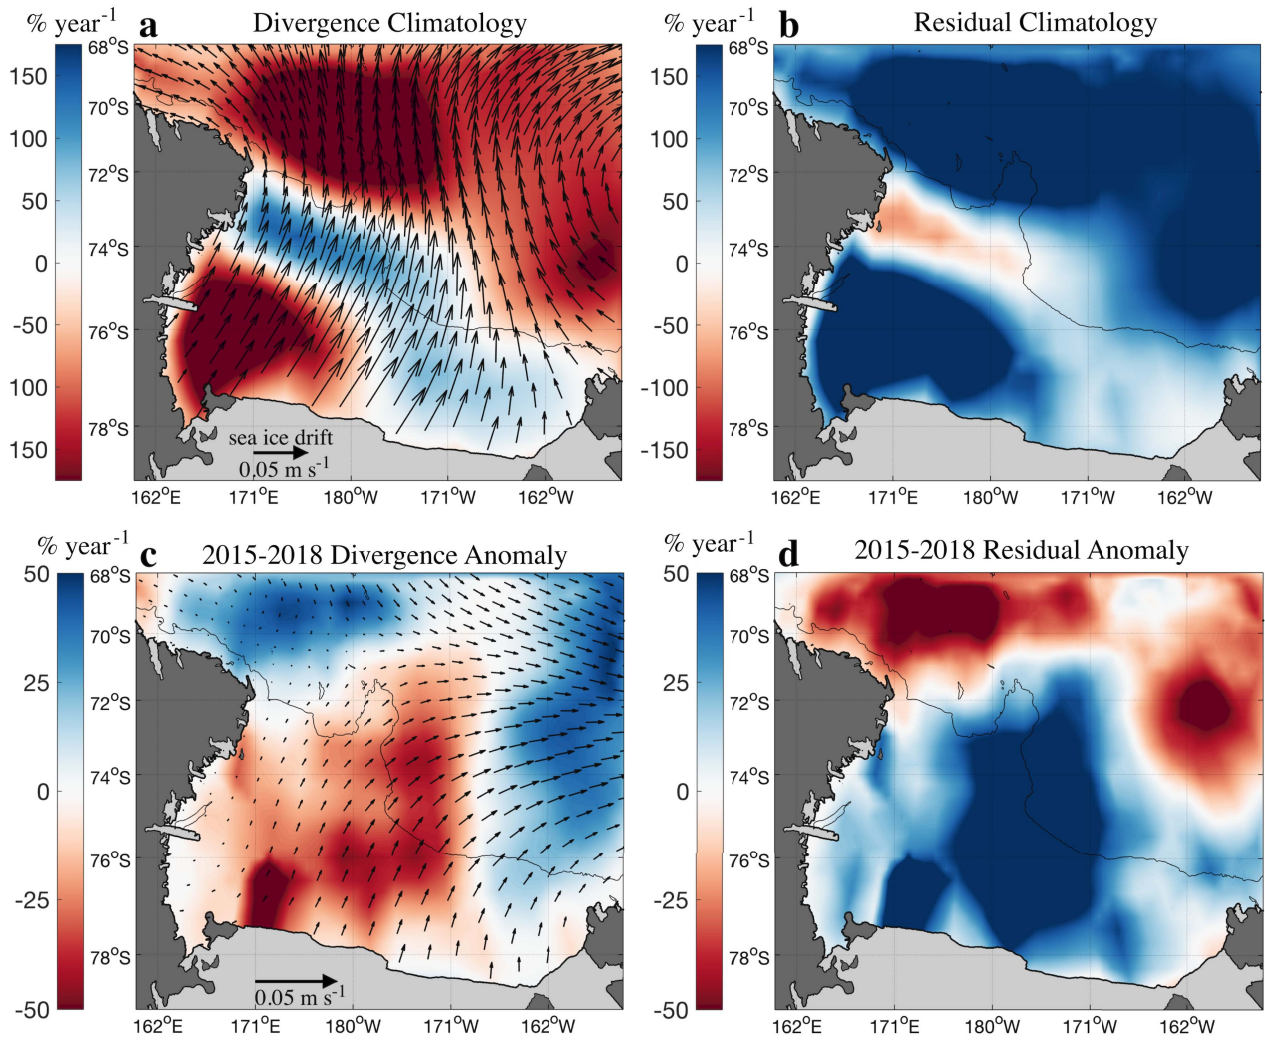 % year-1
a
Divergence Climatology
150
100
50
0
-50
100
150
68°S
70°S
72°S
74°S
76°S
78°S
sea ice drift
0.05 m s-1
162°E
171°E
180°W
171°W
162°W
% year-1
b
Residual Climatology
150
100
50
0
-50
-100
-150
68°S
70°S
72°S
74°S
76°S
78°S
162°E
171°E
180°W
171°W
162°W
% year-1
c
2015-2018 Divergence Anomaly
50
25
0
-25
-50
68°S
70°S
72°S
74°S
76°S
78°S
0.05 m s-1
162°E
171°E
180°W
171°W
162°W
% year-1
d
2015-2018 Residual Anomaly
50
25
0
-25
-50
68°S
70°S
72°S
74°S
76°S
78°S
162°E
171°E
180°W
171°W
162°W